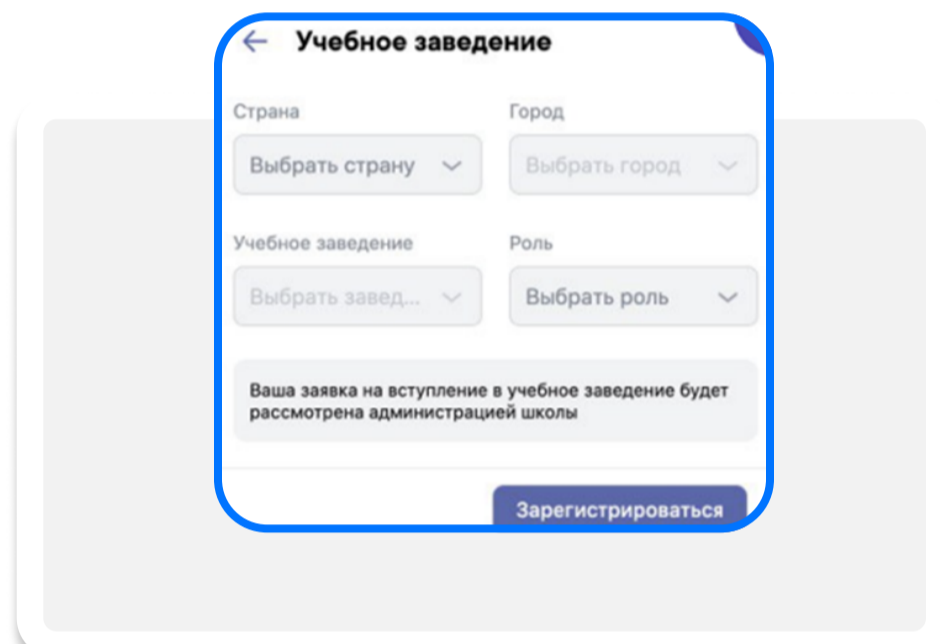 Учебное заведение
Страна
Город
Выбрать страну
Выбрать город
Учебное заведение
Роль
Выбрать завед...
Выбрать роль
Ваша заявка на вступление в учебное заведение будет
рассмотрена администрацией школы
Зарегистрироваться